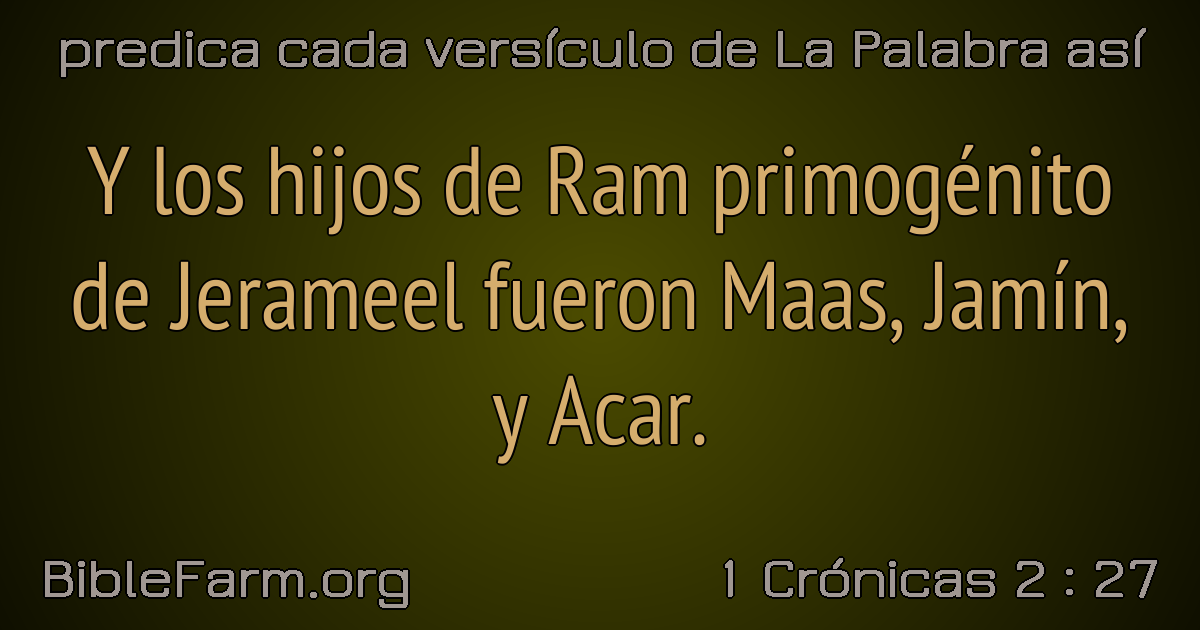 predica cada versículo de La Palabra así
Y los hijos de Ram primogénito
de Jerameel fueron Maas, Jamín,
y Acar.
BibleFarm.org
1 Crónicas 2 : 27